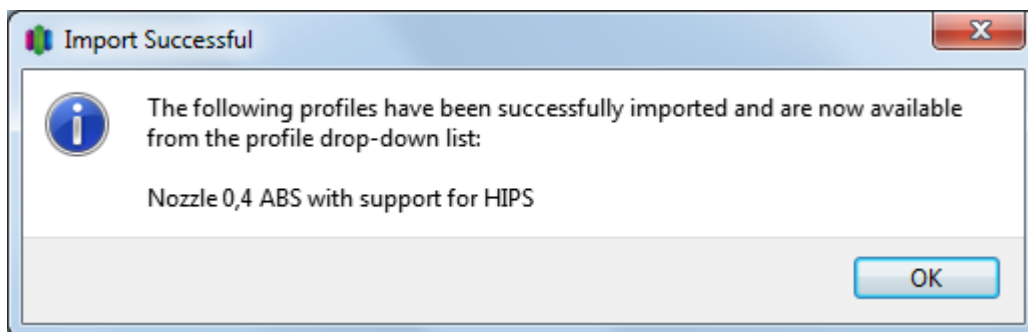 Import Successful
The following profiles have been successfully imported and are now available
from the profile drop-down list:
Nozzle 0,4 ABS with support for HIPS
OK